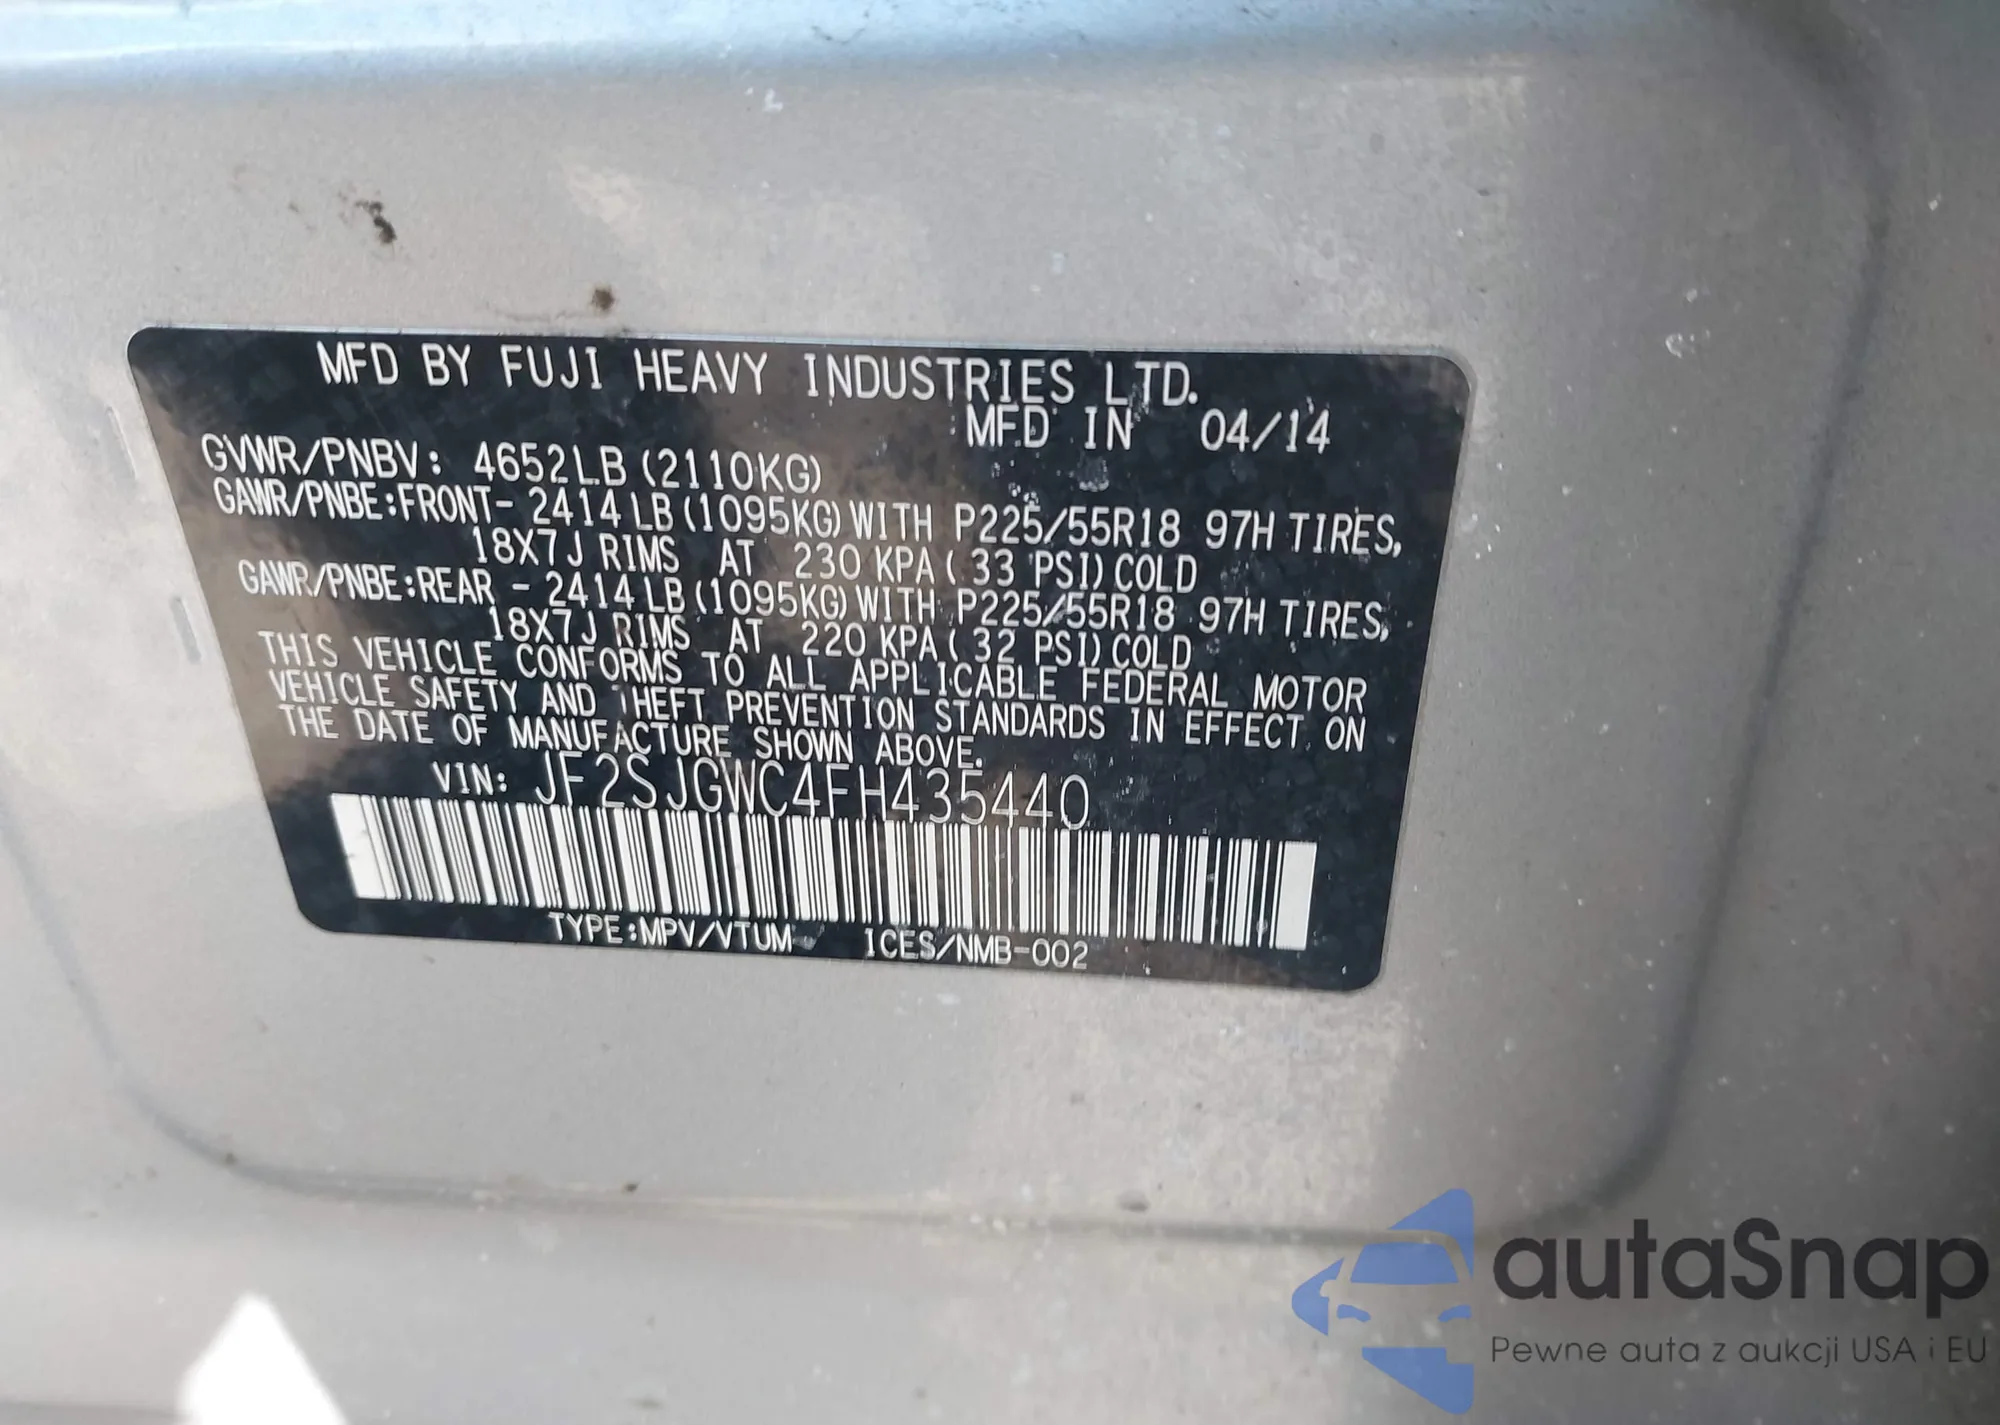 MFD BY FUJI HEAVY INDUSTRIES LTD.
MFD IN 04/14
GVWR/PNBV: 4652LB (2110KG)
GAWR/PNBE:FRONT- 2414 LB (1095KG) WITH P225/55R18 97H TIRES,
18X7J RIMS AT 230 KPA ( 33 PSI) COLD
GAWR/PNBE:REAR - 2414 LB (1095KG) WITH P225/55R18 97H TIRES,
18X7J RIMS AT 220 KPA ( 32 PSI) COLD
THIS VEHICLE CONFORMS TO ALL APPLICABLE FEDERAL MOTOR
VEHICLE SAFETY AND THEFT PREVENTION STANDARDS IN EFFECT ON
THE DATE OF MANUFACTURE SHOWN ABOVE.
VIN: JF2SJGWC4FH435440
TYPE:MPV/VTUM ICES/NMB-002
autaSnap
Pewne auta z aukcji USA i EU